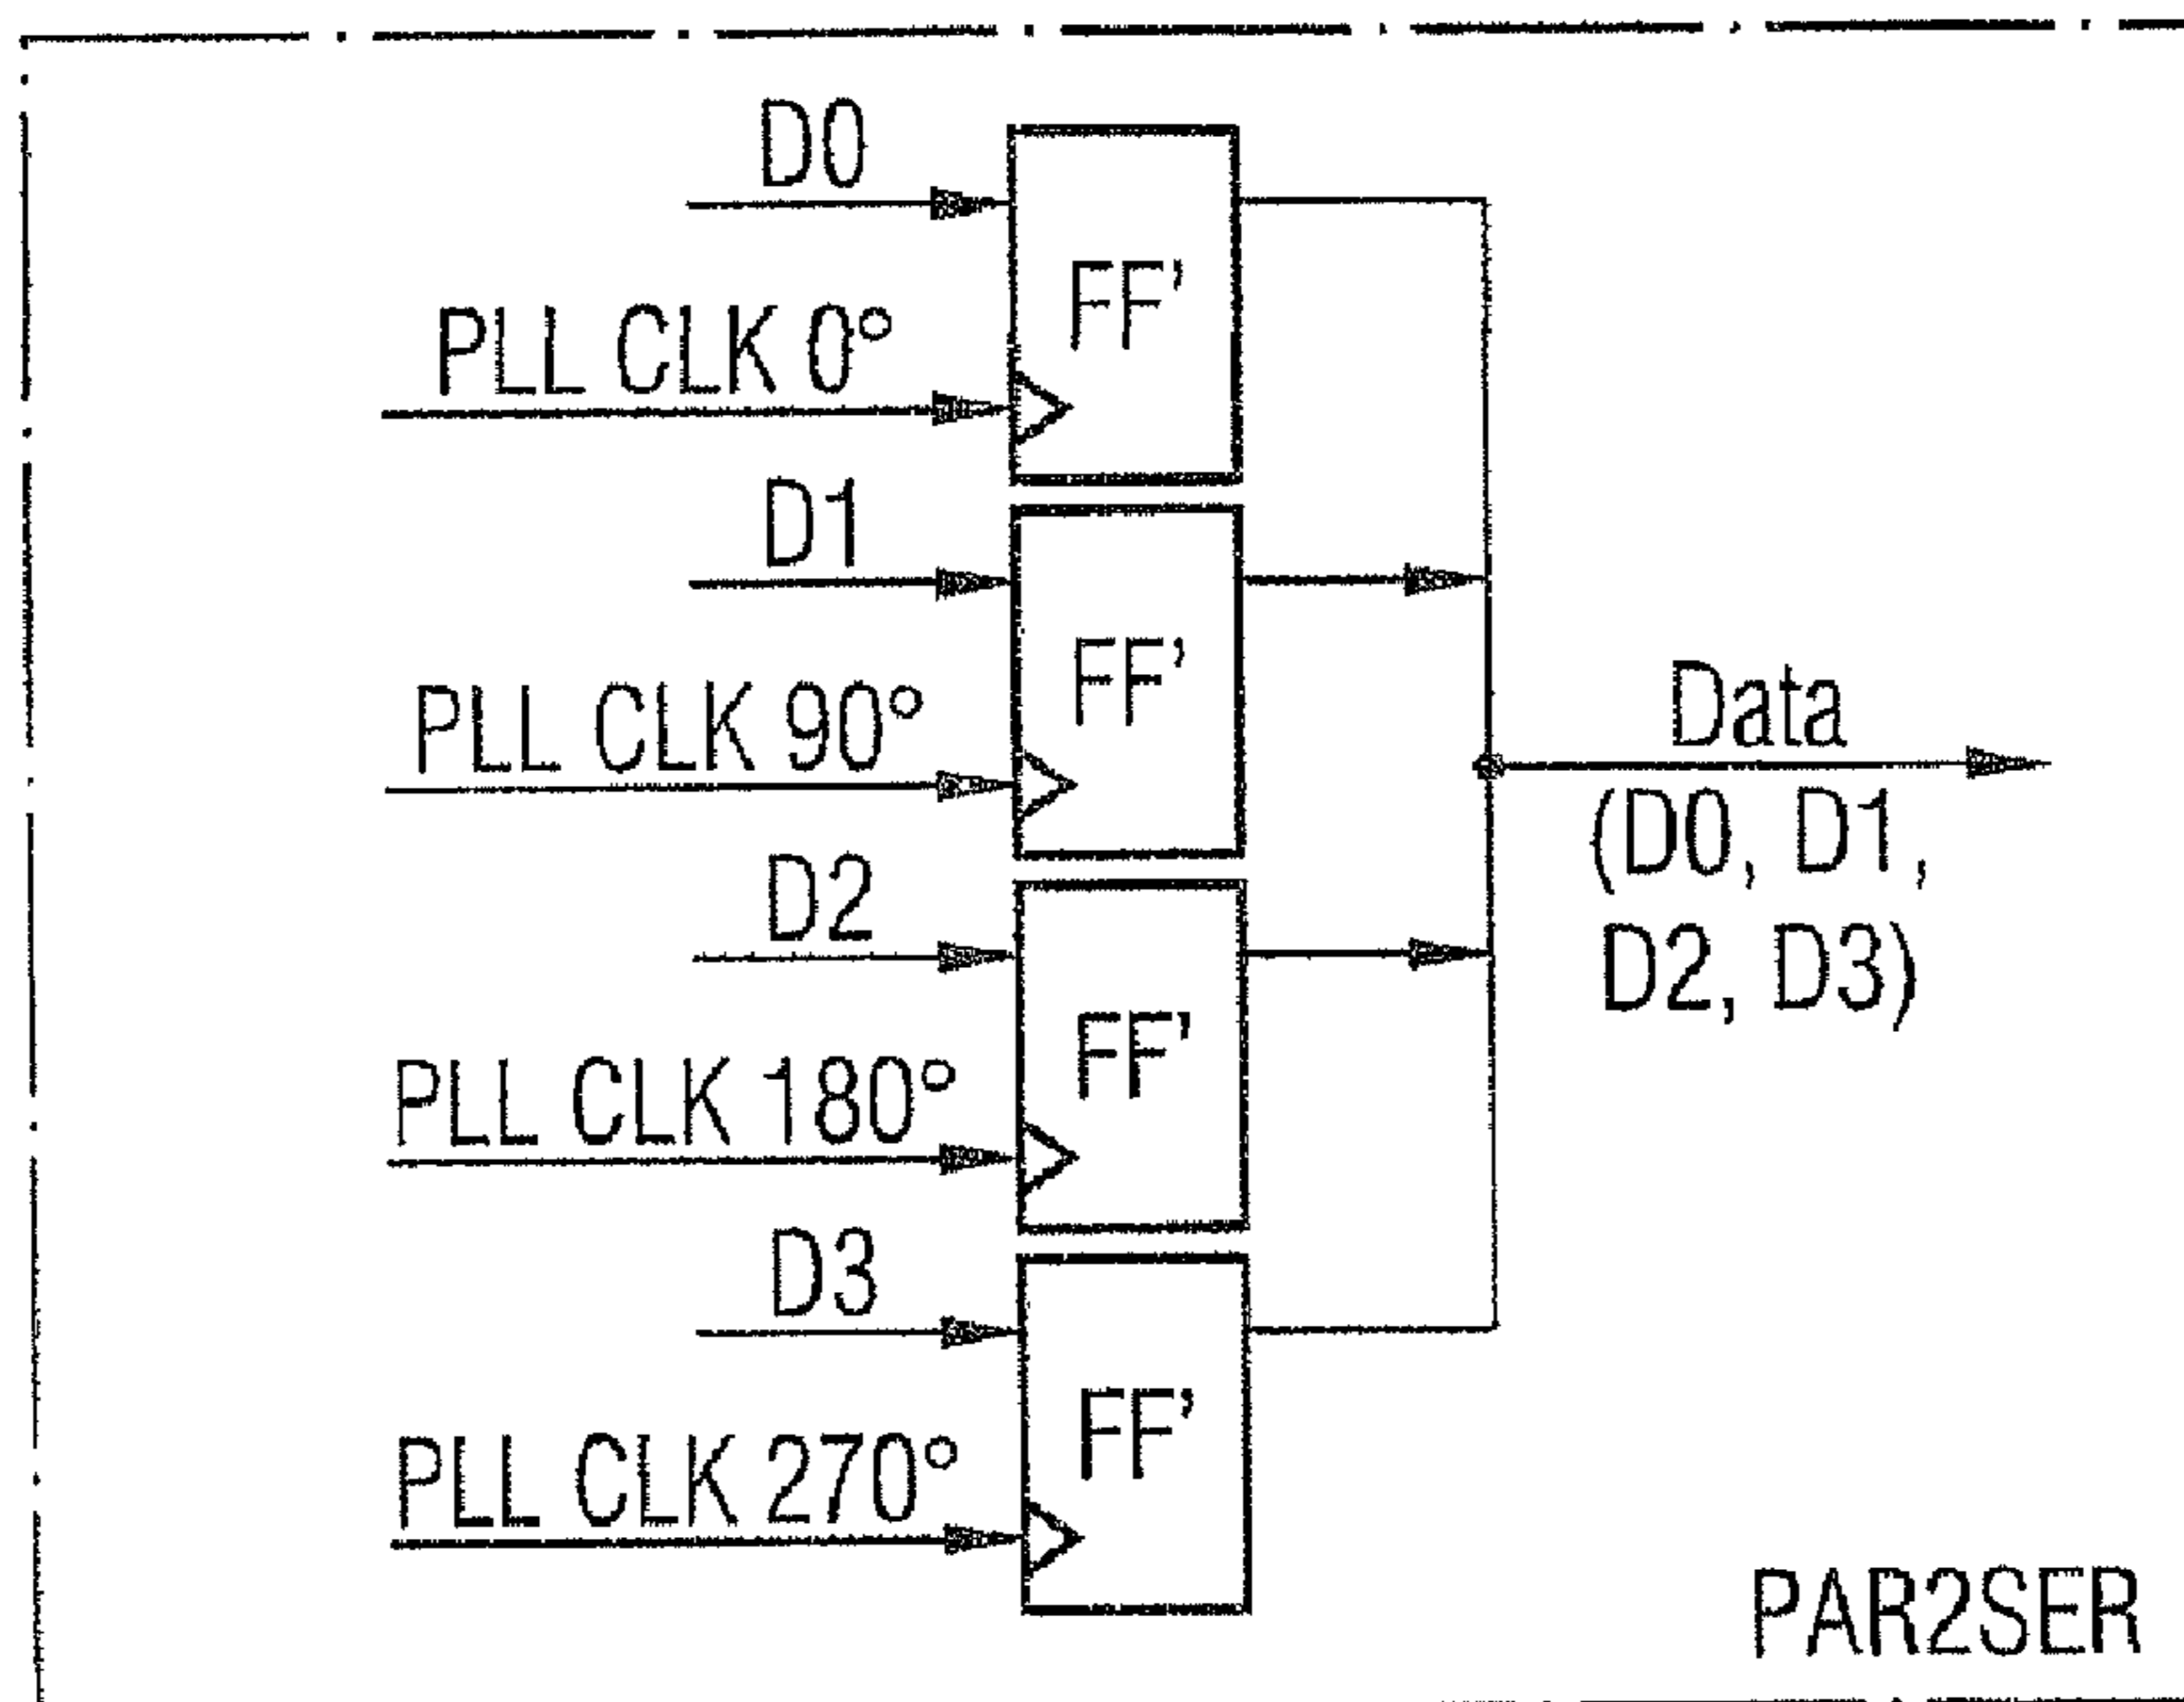 D0
FF'
PLL CLK 0°
D1
FF'
PLL CLK 90°
Data
(D0, D1,
D2, D3)
D2
FF'
PLL CLK 180°
D3
FF'
PLL CLK 270°
PAR2SER